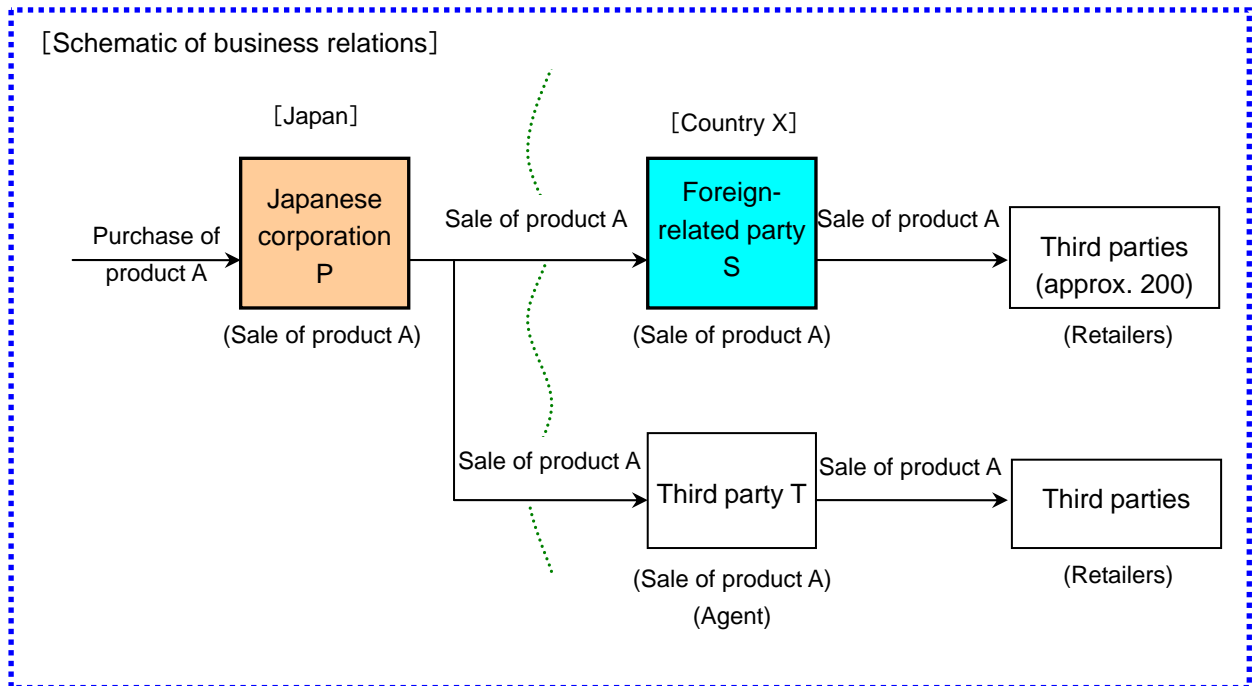 ［Schematic of business relations］
［Japan］
［Country X］
Purchase of
product A
Japanese
corporation
P
(Sale of product A)
Sale of product A
Foreign-
related party
S
(Sale of product A)
Sale of product A
Third parties
(approx. 200)
(Retailers)
Sale of product A
Third party T
(Sale of product A)
(Agent)
Sale of product A
Third parties
(Retailers)